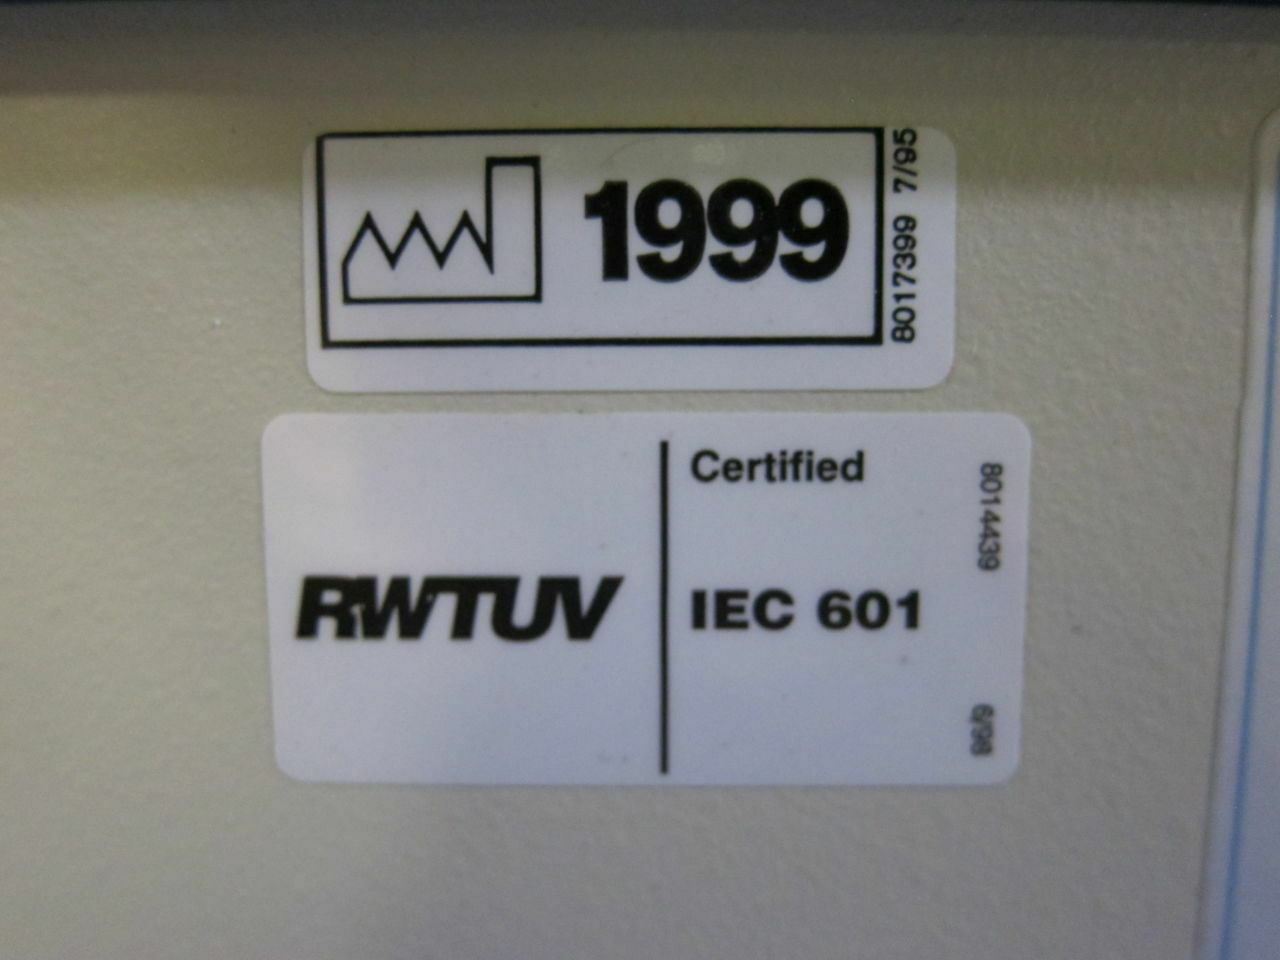 1999
8017399 7/95
Certified
RWTUV
IEC 601
8014439
6/98